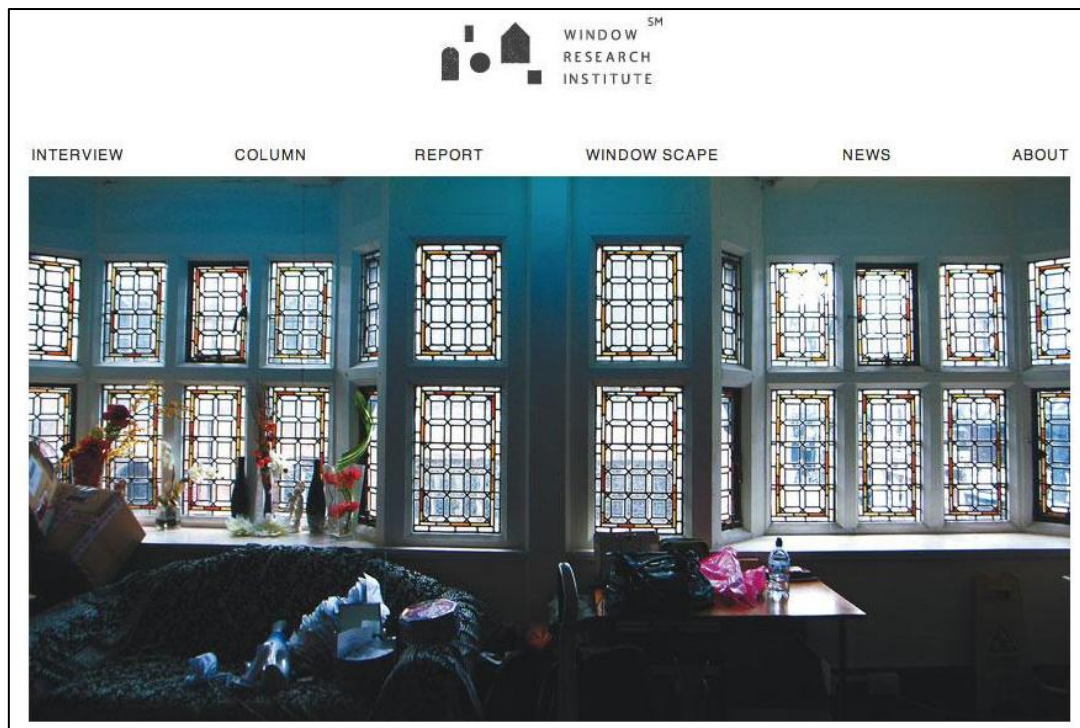 WINDOW SM
RESEARCH
INSTITUTE
INTERVIEW COLUMN REPORT WINDOW SCAPE NEWS ABOUT